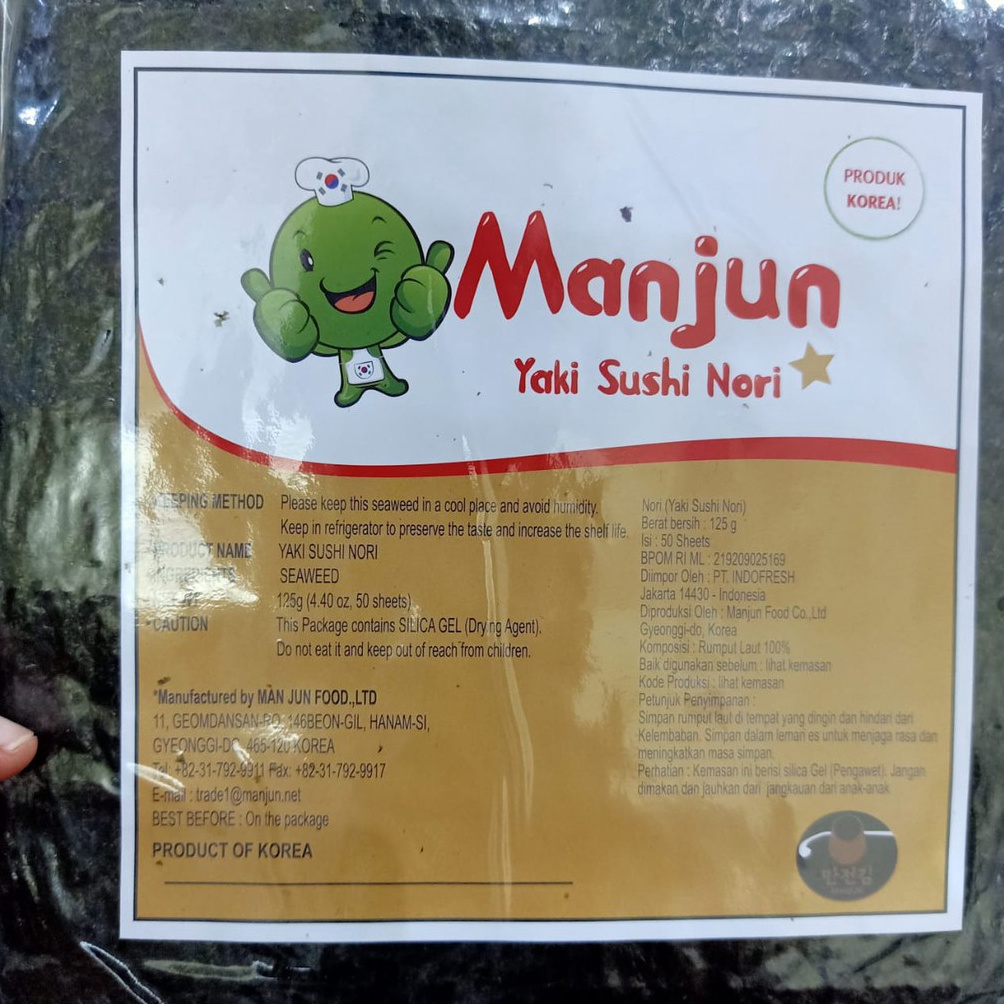 PRODUK
KOREA!
Manjun
Yaki Sushi Nori
KEEPING METHOD Please keep this seaweed in a cool place and avoid humidity.
Keep in refrigerator to preserve the taste and increase the shelf life.
PRODUCT NAME YAKI SUSHI NORI
INGREDIENTS SEAWEED
125g (4.40 oz, 50 sheets)
CAUTION This Package contains SILICA GEL (Drying Agent).
Do not eat it and keep out of reach from children.
*Manufactured by MAN JUN FOOD.,LTD
11, GEOMDANSAN-RO, 146BEON-GIL, HANAM-SI,
GYEONGGI-DO, 465-120 KOREA
Tel: +82-31-792-9911 Fax: +82-31-792-9917
E-mail : trade1@manjun.net
BEST BEFORE : On the package
PRODUCT OF KOREA
Nori (Yaki Sushi Nori)
Berat bersih : 125 g
Isi : 50 Sheets
BPOM RI ML : 219209025169
Diimpor Oleh : PT. INDOFRESH
Jakarta 14430 - Indonesia
Diproduksi Oleh : Manjun Food Co.,Ltd
Gyeonggi-do, Korea
Komposisi : Rumput Laut 100%
Baik digunakan sebelum : lihat kemasan
Kode Produksi : lihat kemasan
Petunjuk Penyimpanan :
Simpan rumput laut di tempat yang dingin dan hindari dari
Kelembaban. Simpan dalam lemari es untuk menjaga rasa dan
meningkatkan masa simpan.
Perhatian : Kemasan ini berisi silica Gel (Pengawet). Jangan
dimakan dan jauhkan dari jangkauan dari anak-anak
만전김